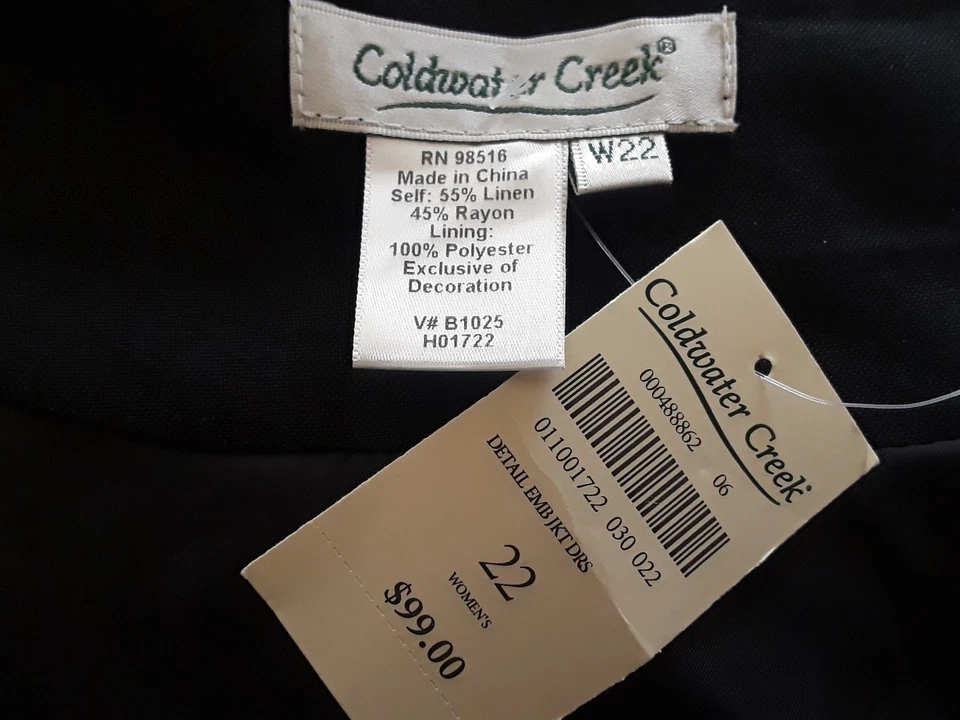 Coldwater Creek®
W22
RN 98516
Made in China
Self: 55% Linen
45% Rayon
Lining:
100% Polyester
Exclusive of
Decoration
V# B1025
H01722
Coldwater Creek
000488862 06
011001722 030 022
DETAIL EMB JKT DRS
22
WOMEN'S
$99.00